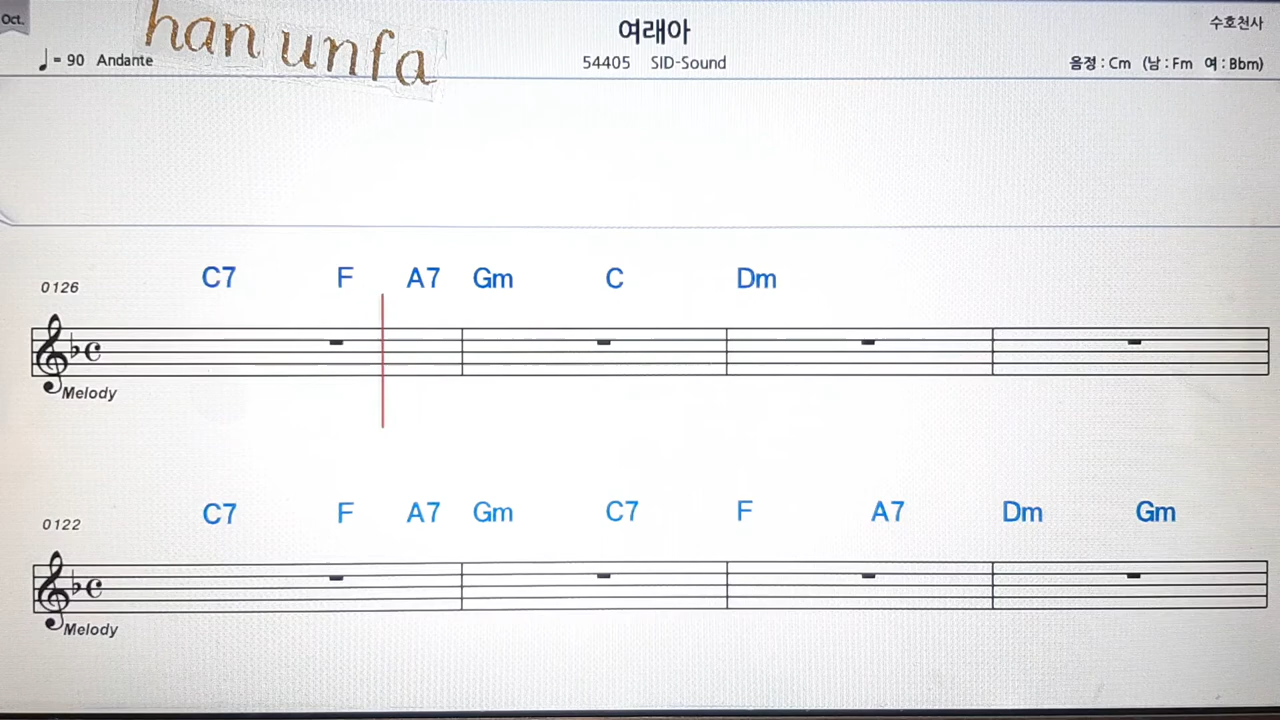 Oct.
han unfa
여래아
수호천사
♩ = 90 Andante
54405 SID-Sound
음정 : Cm (남 : Fm 여 : Bbm)
C7 F A7 Gm C Dm
0126
Melody
C7 F A7 Gm C7 F A7 Dm Gm
0122
Melody